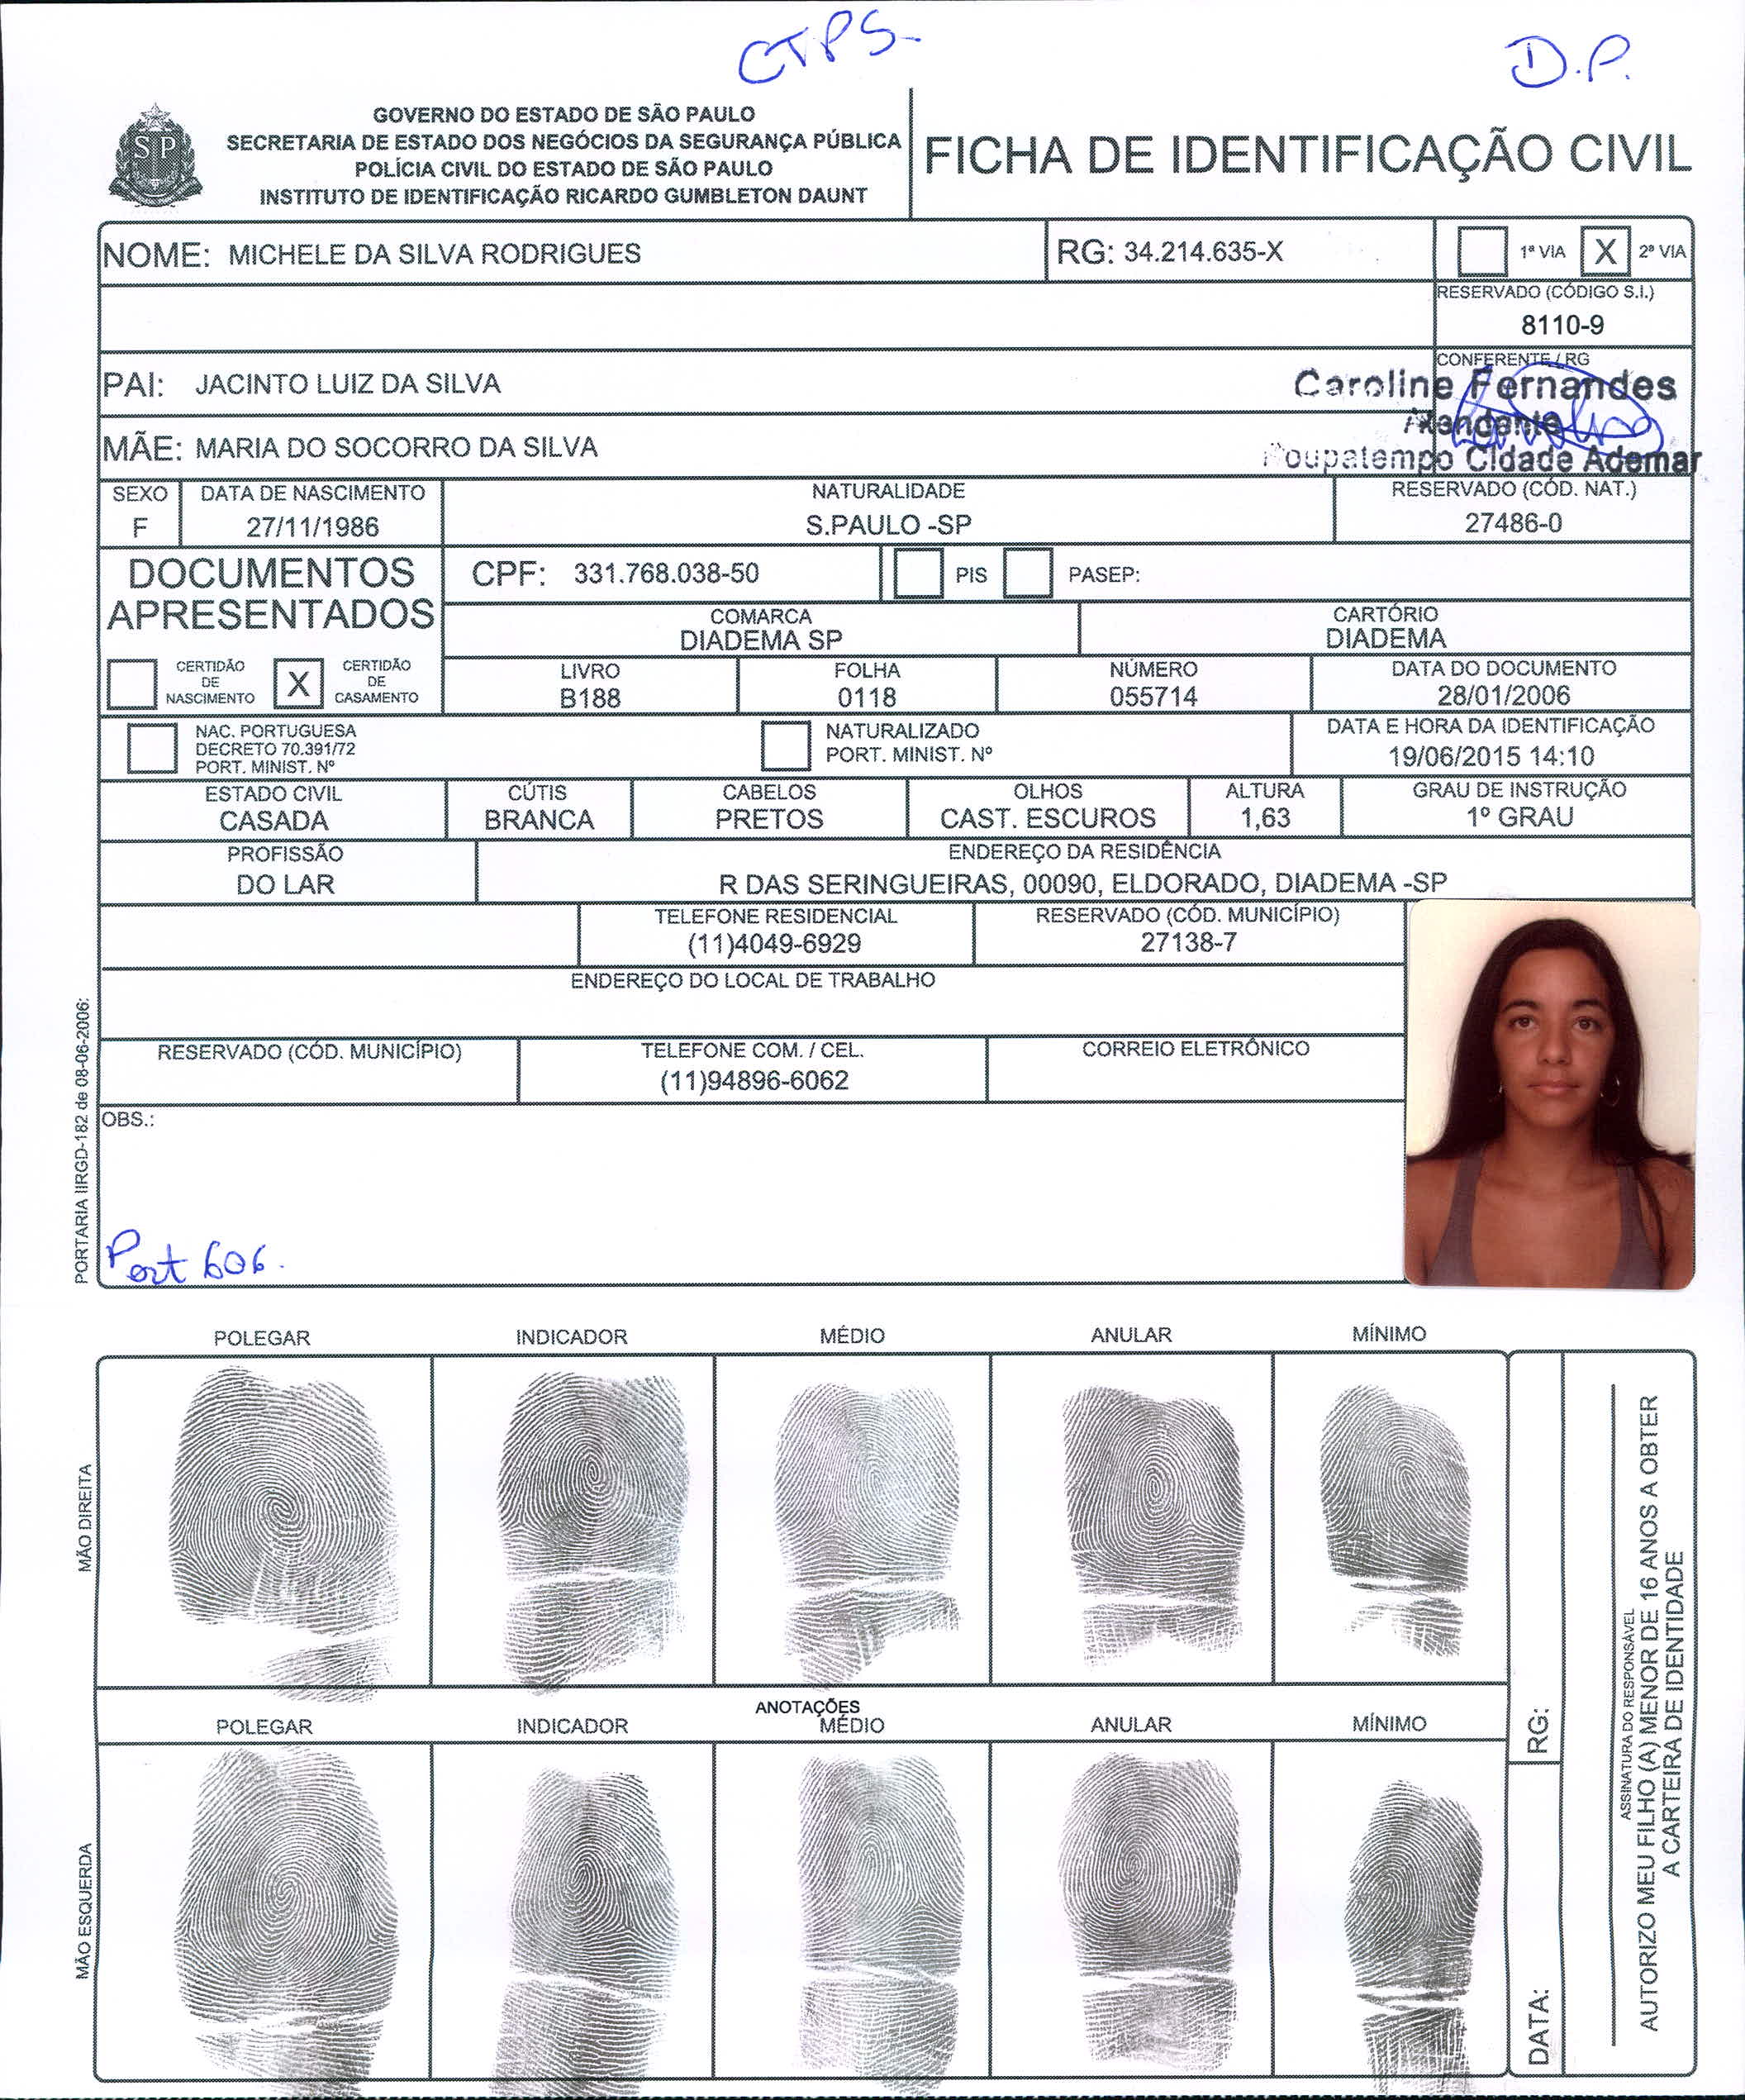 CTPS-
D.P.
SP
GOVERNO DO ESTADO DE SÃO PAULO
SECRETARIA DE ESTADO DOS NEGÓCIOS DA SEGURANÇA PÚBLICA
POLÍCIA CIVIL DO ESTADO DE SÃO PAULO
INSTITUTO DE IDENTIFICAÇÃO RICARDO GUMBLETON DAUNT
FICHA DE IDENTIFICAÇÃO CIVIL
NOME: MICHELE DA SILVA RODRIGUES
RG: 34.214.635-X
1ª VIA X 2ª VIA
RESERVADO (CÓDIGO S.I.)
8110-9
PAI: JACINTO LUIZ DA SILVA
CONFERENTE / RG
Caroline Fernandes
Atendente
Poupatempo Cidade Ademar
MÃE: MARIA DO SOCORRO DA SILVA
SEXO
F
DATA DE NASCIMENTO
27/11/1986
NATURALIDADE
S.PAULO -SP
RESERVADO (CÓD. NAT.)
27486-0
DOCUMENTOS
APRESENTADOS
CPF: 331.768.038-50
PIS
PASEP:
COMARCA
DIADEMA SP
CARTÓRIO
DIADEMA
CERTIDÃO
DE
NASCIMENTO
X
CERTIDÃO
DE
CASAMENTO
LIVRO
B188
FOLHA
0118
NÚMERO
055714
DATA DO DOCUMENTO
28/01/2006
NAC. PORTUGUESA
DECRETO 70.391/72
PORT. MINIST. Nº
NATURALIZADO
PORT. MINIST. Nº
DATA E HORA DA IDENTIFICAÇÃO
19/06/2015 14:10
ESTADO CIVIL
CASADA
CÚTIS
BRANCA
CABELOS
PRETOS
OLHOS
CAST. ESCUROS
ALTURA
1,63
GRAU DE INSTRUÇÃO
1º GRAU
PROFISSÃO
DO LAR
ENDEREÇO DA RESIDÊNCIA
R DAS SERINGUEIRAS, 00090, ELDORADO, DIADEMA -SP
TELEFONE RESIDENCIAL
(11)4049-6929
RESERVADO (CÓD. MUNICÍPIO)
27138-7
ENDEREÇO DO LOCAL DE TRABALHO
RESERVADO (CÓD. MUNICÍPIO)
TELEFONE COM. / CEL.
(11)94896-6062
CORREIO ELETRÔNICO
OBS.:
Port 606.
PORTARIA IIRGD-182 de 08-06-2006:
POLEGAR INDICADOR MÉDIO ANULAR MÍNIMO
MÃO DIREITA
ANOTAÇÕES
POLEGAR INDICADOR MÉDIO ANULAR MÍNIMO
MÃO ESQUERDA
RG:
DATA:
ASSINATURA DO RESPONSÁVEL
AUTORIZO MEU FILHO (A) MENOR DE 16 ANOS A OBTER
A CARTEIRA DE IDENTIDADE